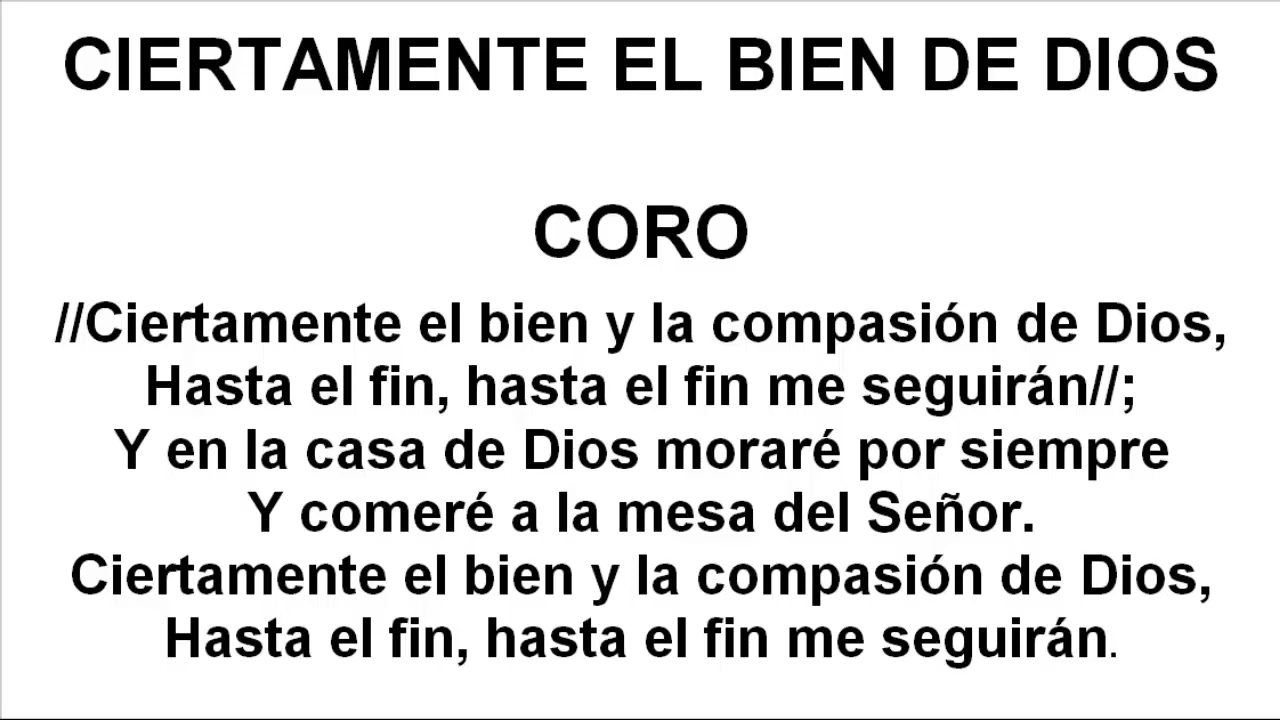 CIERTAMENTE EL BIEN DE DIOS
CORO
//Ciertamente el bien y la compasión de Dios,
Hasta el fin, hasta el fin me seguirán//;
Y en la casa de Dios moraré por siempre
Y comeré a la mesa del Señor.
Ciertamente el bien y la compasión de Dios,
Hasta el fin, hasta el fin me seguirán.